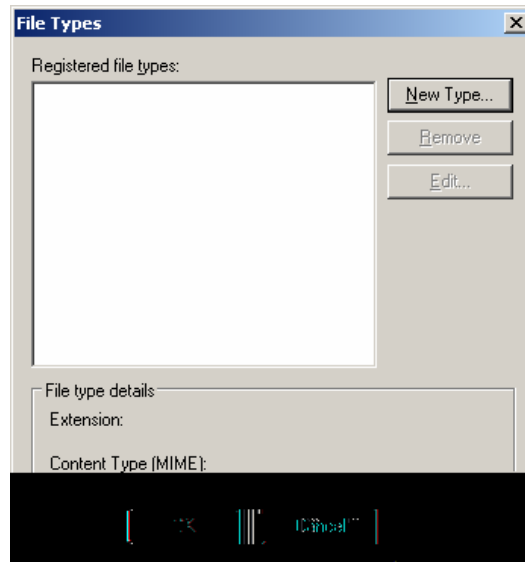 File Types
Registered file types:
New Type...
Remove
Edit...
File type details
Extension:
Content Type (MIME):
Cancel